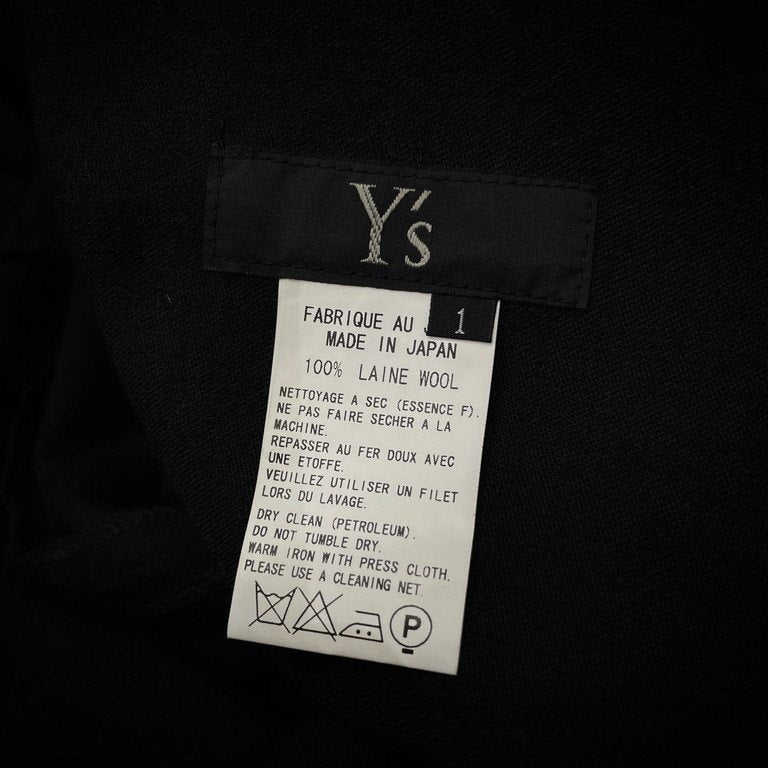 Y's
1
FABRIQUE AU
MADE IN JAPAN
100% LAINE WOOL
NETTOYAGE A SEC (ESSENCE F).
NE PAS FAIRE SECHER A LA
MACHINE.
REPASSER AU FER DOUX AVEC
UNE ETOFFE.
VEUILLEZ UTILISER UN FILET
LORS DU LAVAGE.
DRY CLEAN (PETROLEUM).
DO NOT TUMBLE DRY.
WARM IRON WITH PRESS CLOTH.
PLEASE USE A CLEANING NET.
P